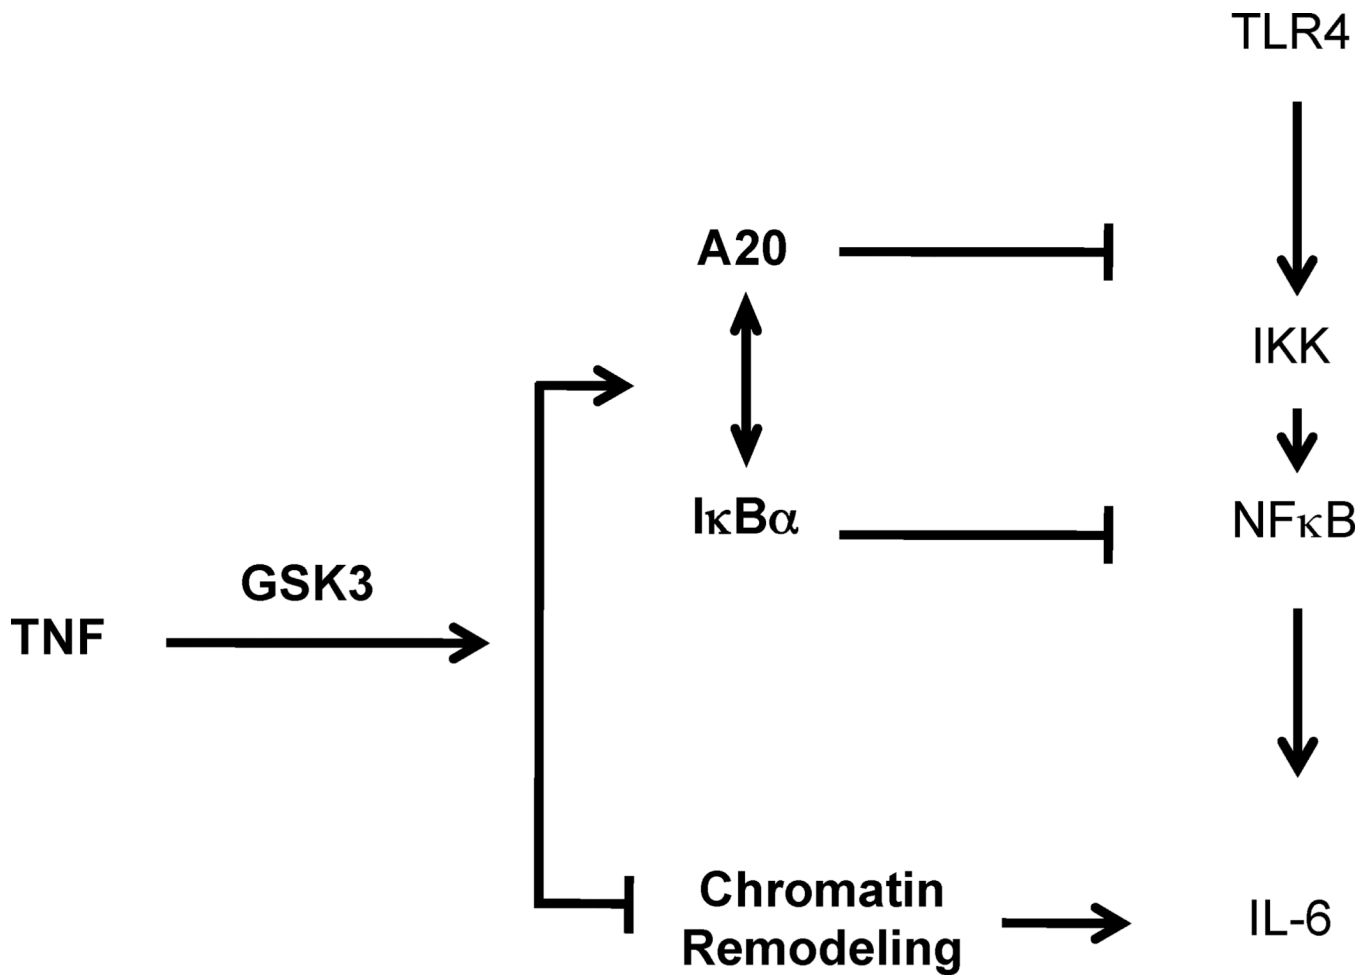 TLR4
A20
IKK
IκBα
NFκB
GSK3
TNF
Chromatin
Remodeling
IL-6